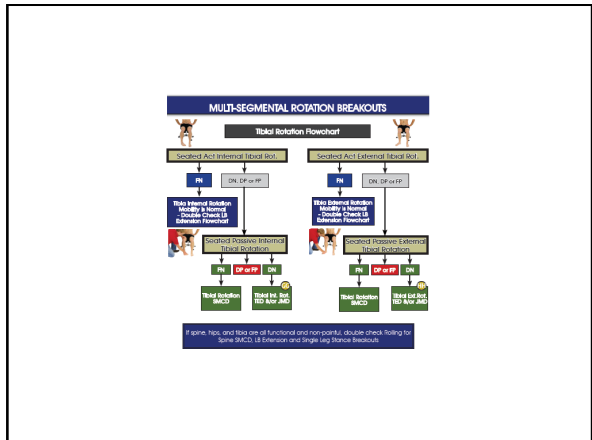 MULTI-SEGMENTAL ROTATION BREAKOUTS
Tibial Rotation Flowchart
Seated Act Internal Tibial Rot.
FN
DN, DP or FP
Tibia Internal Rotation
Mobility is Normal
- Double Check LB
Extension Flowchart
Seated Passive Internal
Tibial Rotation
FN
DP or FP
DN
Tibial Rotation
SMCD
Tibial Int. Rot.
TED &/or JMD
Seated Act External Tibial Rot.
FN
DN, DP or FP
Tibia External Rotation
Mobility is Normal
- Double Check LB
Extension Flowchart
Seated Passive External
Tibial Rotation
FN
DP or FP
DN
Tibial Rotation
SMCD
Tibial Ext.Rot.
TED &/or JMD
If spine, hips, and tibia are all functional and non-painful, double check Rolling for
Spine SMCD, LB Extension and Single Leg Stance Breakouts